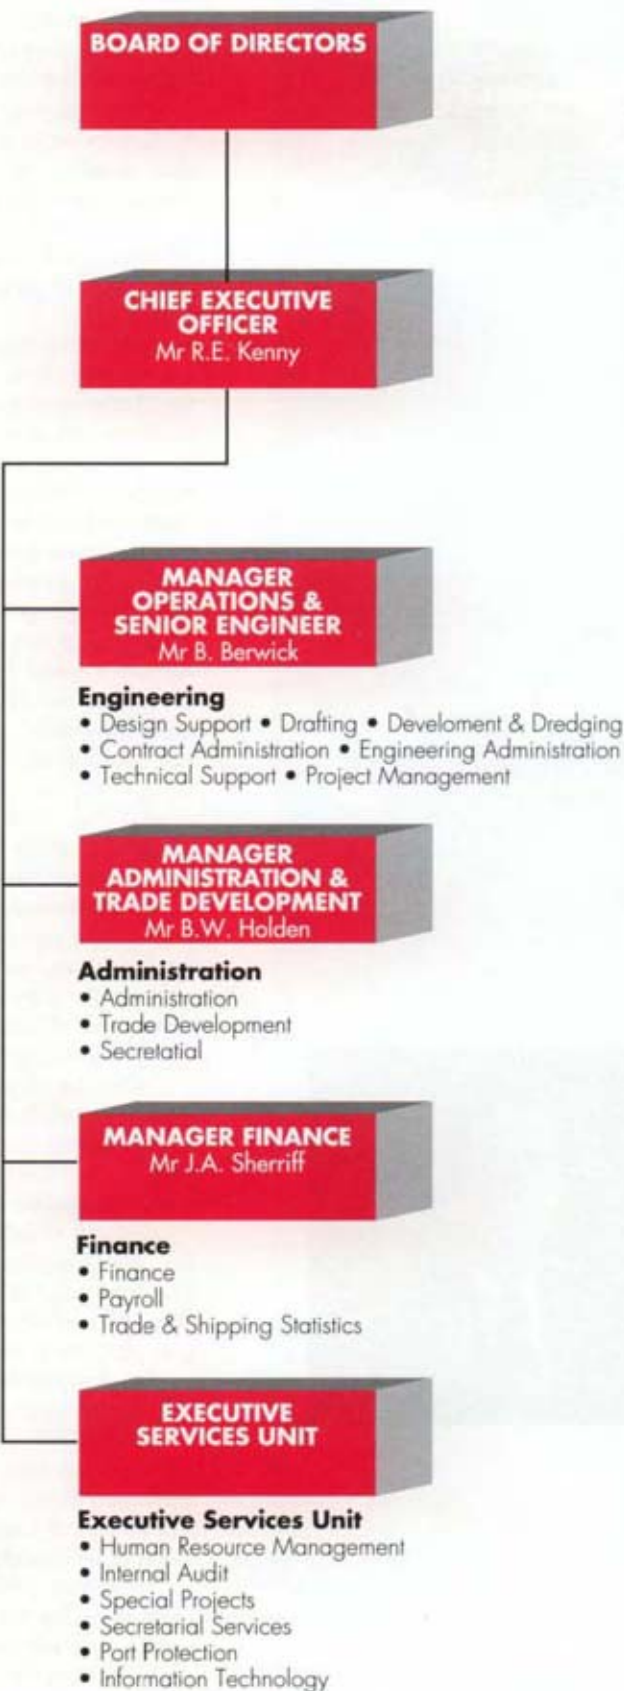 BOARD OF DIRECTORS
CHIEF EXECUTIVE
OFFICER
Mr R.E. Kenny
MANAGER
OPERATIONS &
SENIOR ENGINEER
Mr B. Berwick
Engineering
• Design Support • Drafting • Develoment & Dredging
• Contract Administration • Engineering Administration
• Technical Support • Project Management
MANAGER
ADMINISTRATION &
TRADE DEVELOPMENT
Mr B.W. Holden
Administration
• Administration
• Trade Development
• Secretatial
MANAGER FINANCE
Mr J.A. Sherriff
Finance
• Finance
• Payroll
• Trade & Shipping Statistics
EXECUTIVE
SERVICES UNIT
Executive Services Unit
• Human Resource Management
• Internal Audit
• Special Projects
• Secretarial Services
• Port Protection
• Information Technology